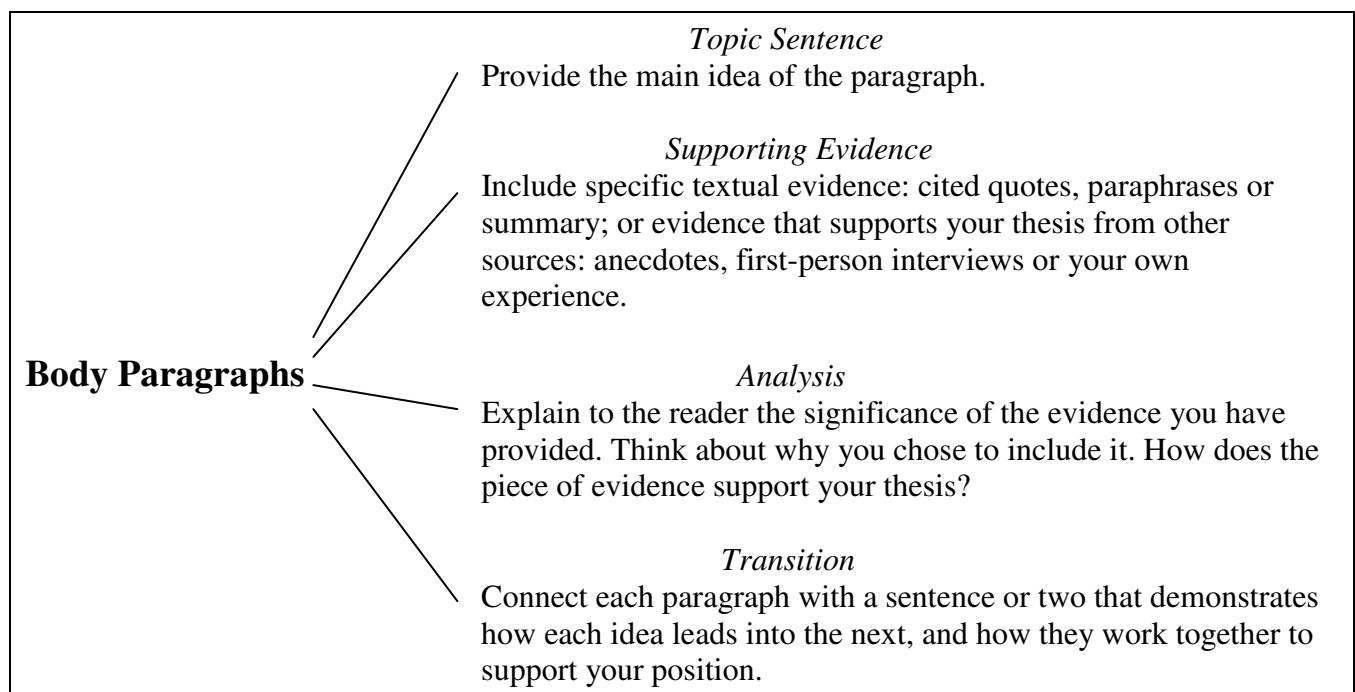 Topic Sentence
Provide the main idea of the paragraph.
Supporting Evidence
Include specific textual evidence: cited quotes, paraphrases or
summary; or evidence that supports your thesis from other
sources: anecdotes, first-person interviews or your own
experience.
Body Paragraphs
Analysis
Explain to the reader the significance of the evidence you have
provided. Think about why you chose to include it. How does the
piece of evidence support your thesis?
Transition
Connect each paragraph with a sentence or two that demonstrates
how each idea leads into the next, and how they work together to
support your position.